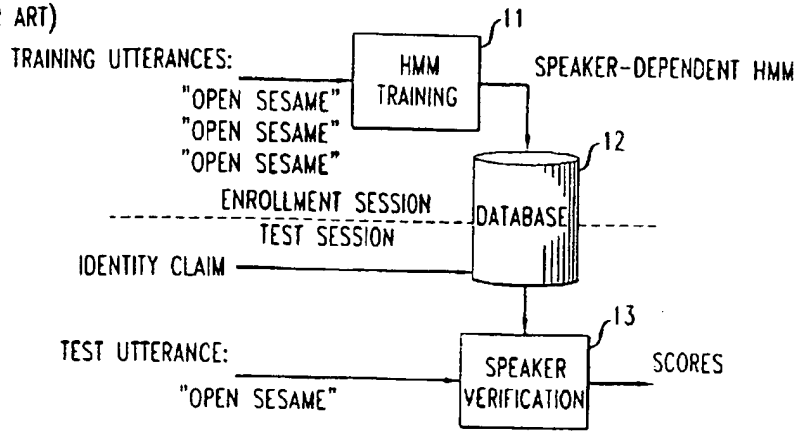 ART)
11
TRAINING UTTERANCES:
HMM
TRAINING
SPEAKER-DEPENDENT HMM
"OPEN SESAME"
"OPEN SESAME"
"OPEN SESAME"
12
ENROLLMENT SESSION
DATABASE
TEST SESSION
IDENTITY CLAIM
13
TEST UTTERANCE:
SPEAKER
VERIFICATION
SCORES
"OPEN SESAME"